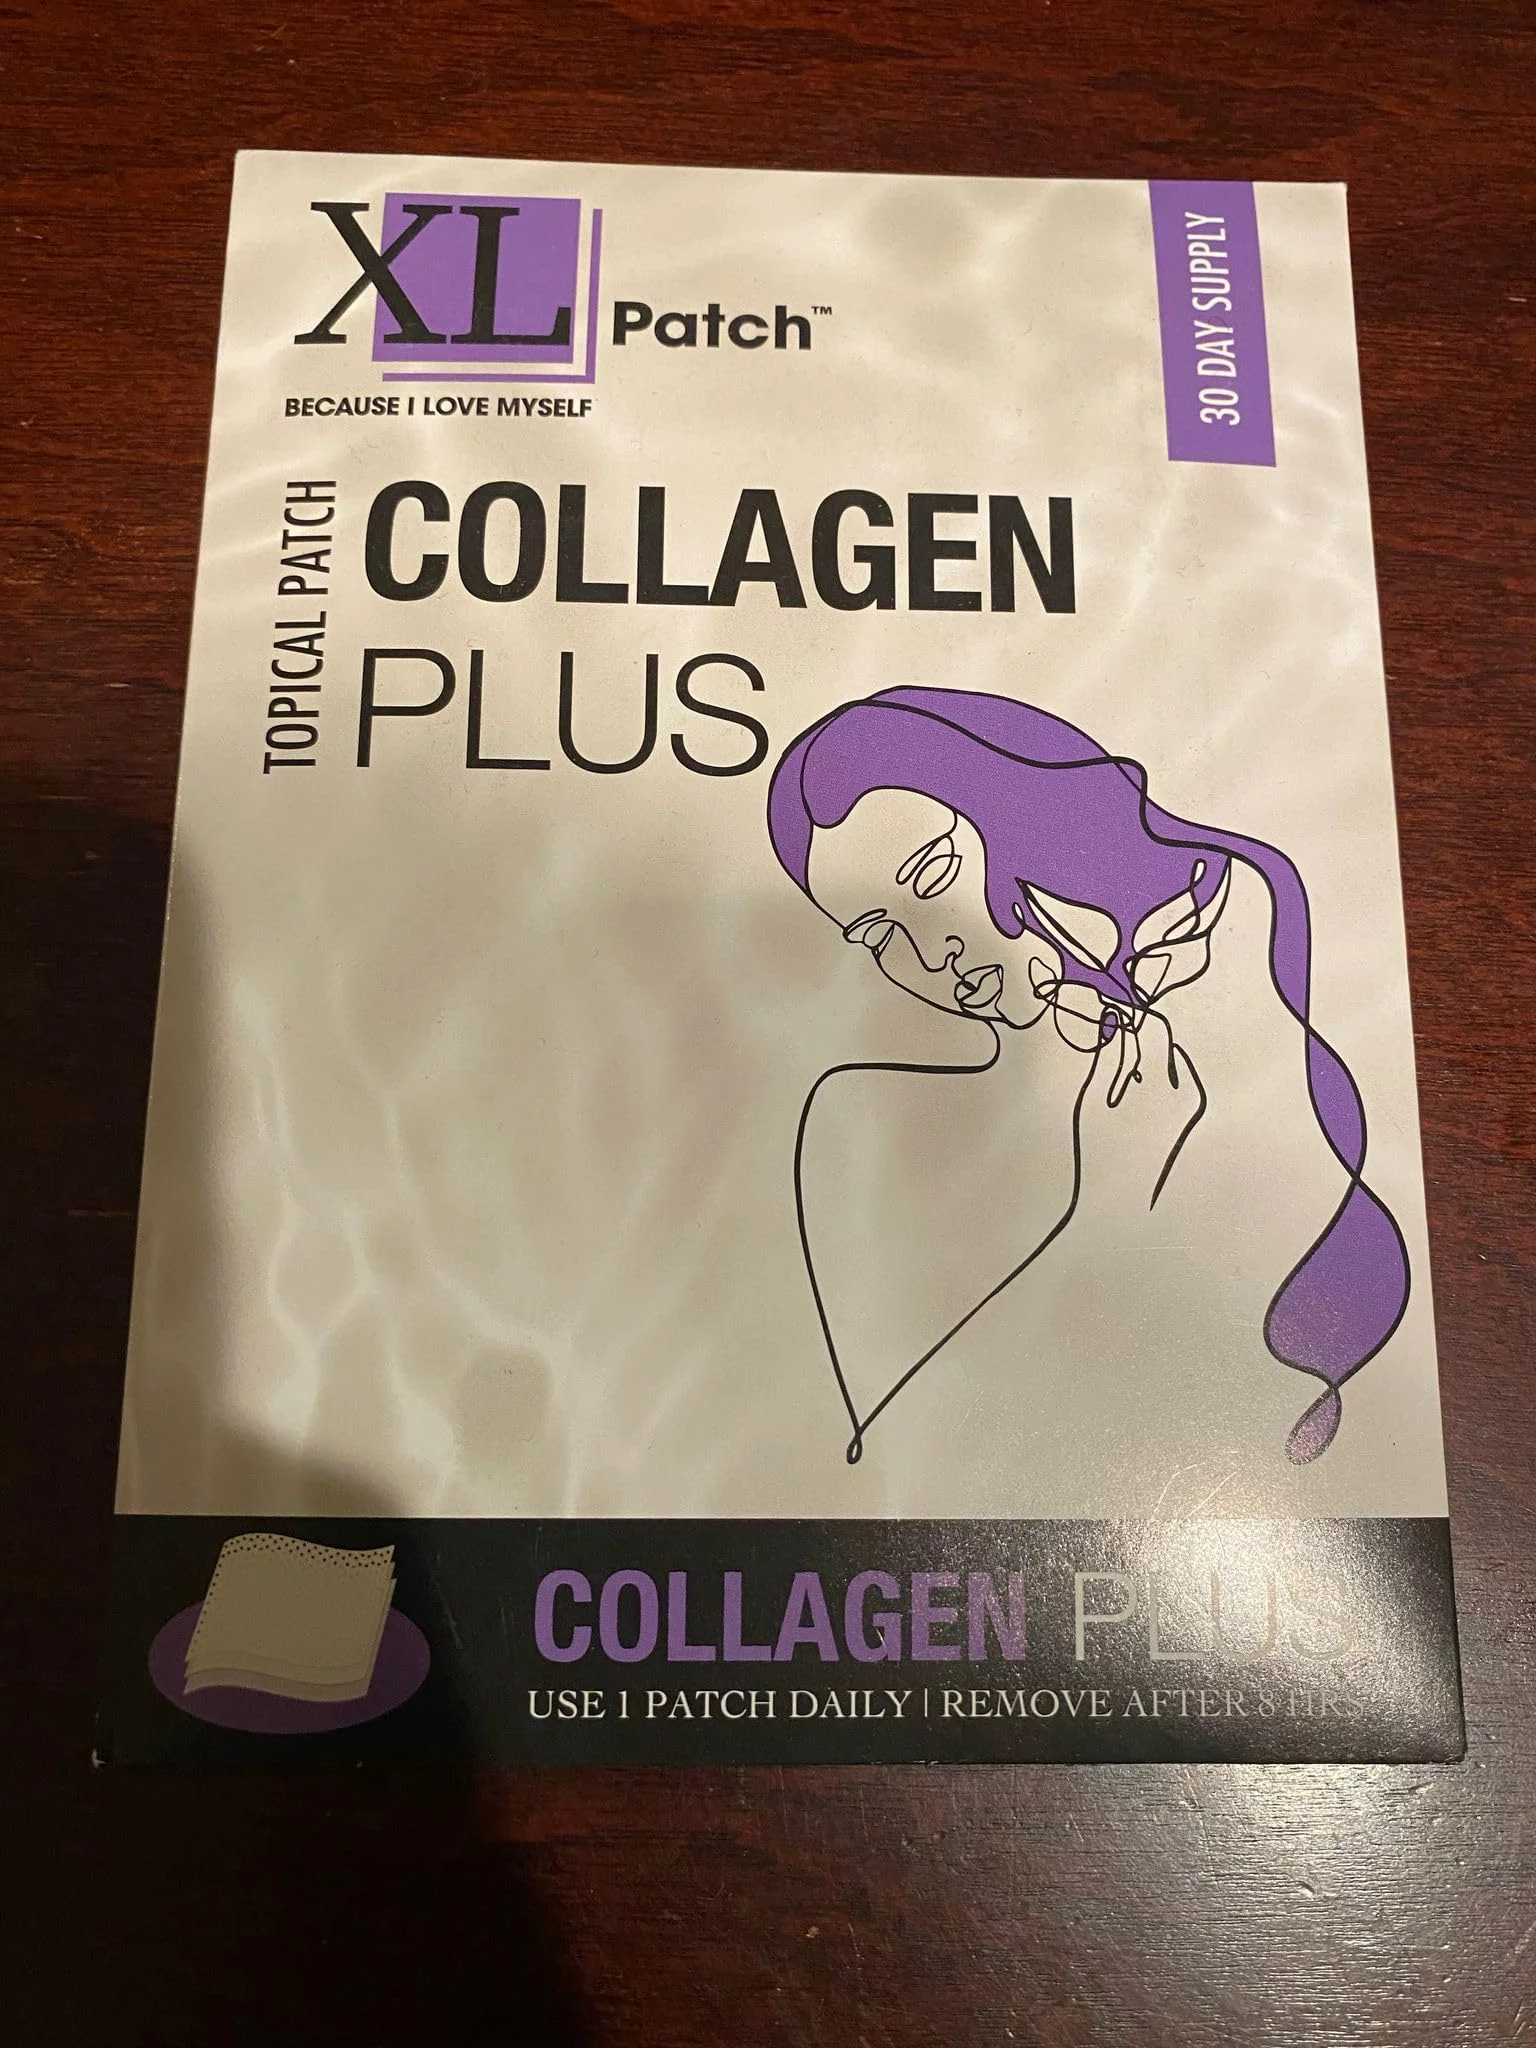 XL Patch™
BECAUSE I LOVE MYSELF
30 DAY SUPPLY
TOPICAL PATCH
COLLAGEN
PLUS
COLLAGEN PLUS
USE 1 PATCH DAILY | REMOVE AFTER 8 HRS